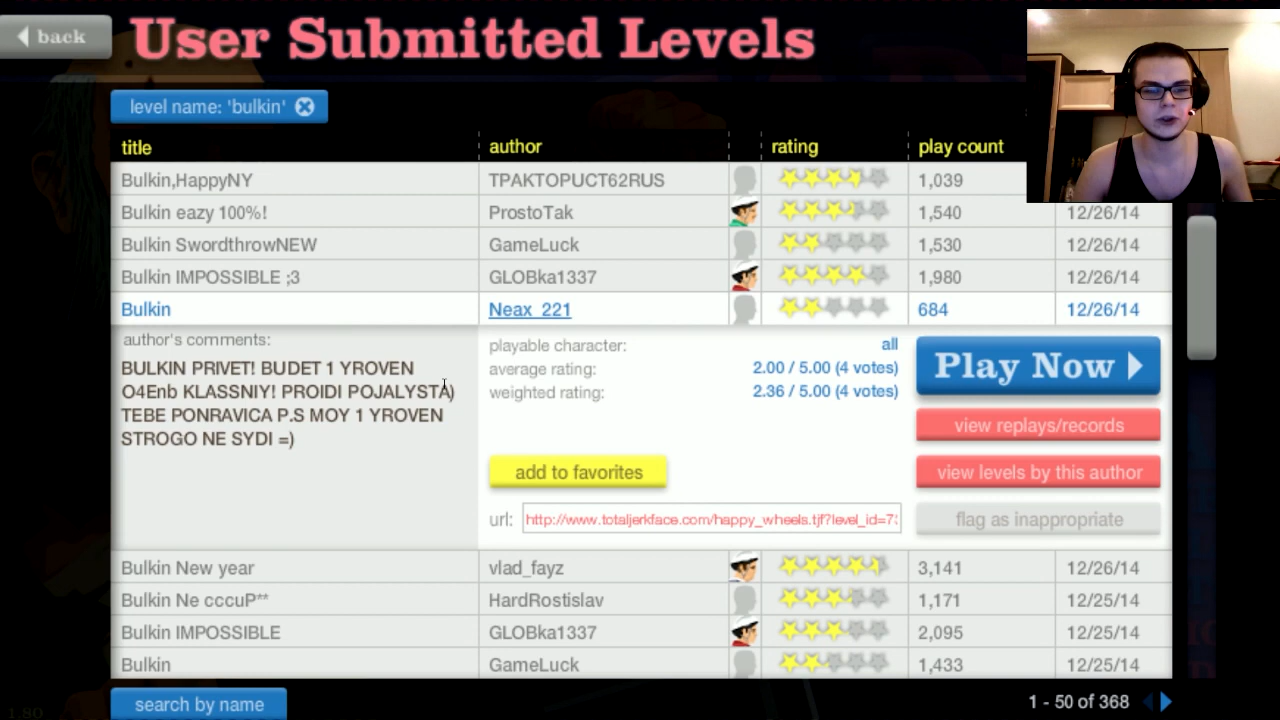 back
User Submitted Levels
level name: 'bulkin'
title author rating play count
Bulkin,HappyNY TPAKTOPUCT62RUS 1,039
Bulkin eazy 100%! ProstoTak 1,540 12/26/14
Bulkin SwordthrowNEW GameLuck 1,530 12/26/14
Bulkin IMPOSSIBLE ;3 GLOBka1337 1,980 12/26/14
Bulkin Neax_221 684 12/26/14
author's comments:
BULKIN PRIVET! BUDET 1 YROVEN
O4Enb KLASSNIY! PROIDI POJALYSTA)
TEBE PONRAVICA P.S MOY 1 YROVEN
STROGO NE SYDI =)
playable character: all
average rating: 2.00 / 5.00 (4 votes)
weighted rating: 2.36 / 5.00 (4 votes)
add to favorites
url: http://www.totaljerkface.com/happy_wheels.tjf?level_id=7
Play Now
view replays/records
view levels by this author
flag as inappropriate
Bulkin New year vlad_fayz 3,141 12/26/14
Bulkin Ne cccuP** HardRostislav 1,171 12/25/14
Bulkin IMPOSSIBLE GLOBka1337 2,095 12/25/14
Bulkin GameLuck 1,433 12/25/14
search by name
1 - 50 of 368
1.80